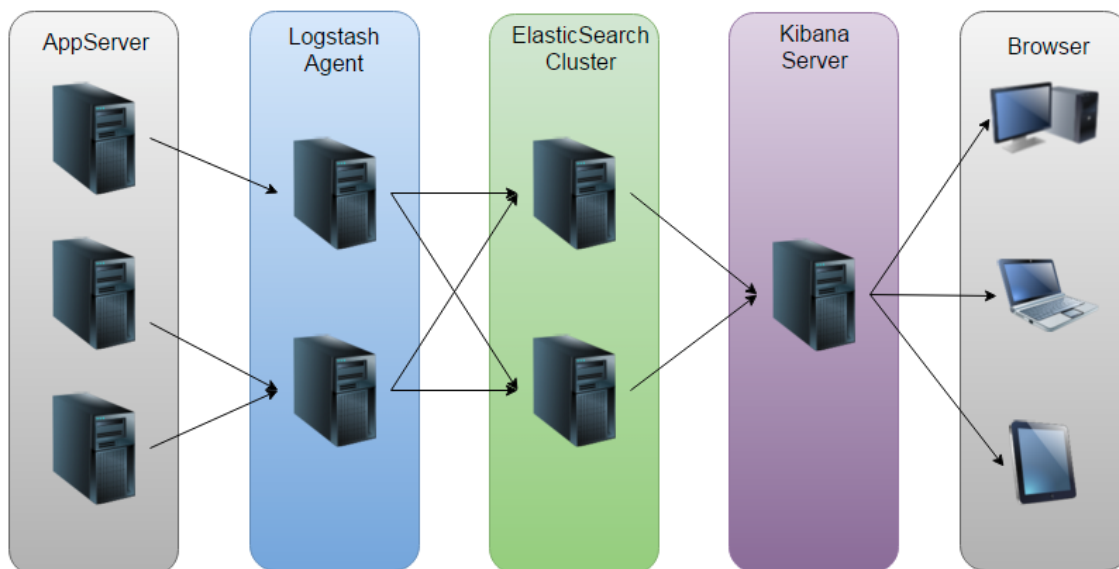 AppServer
Logstash
Agent
ElasticSearch
Cluster
Kibana
Server
Browser